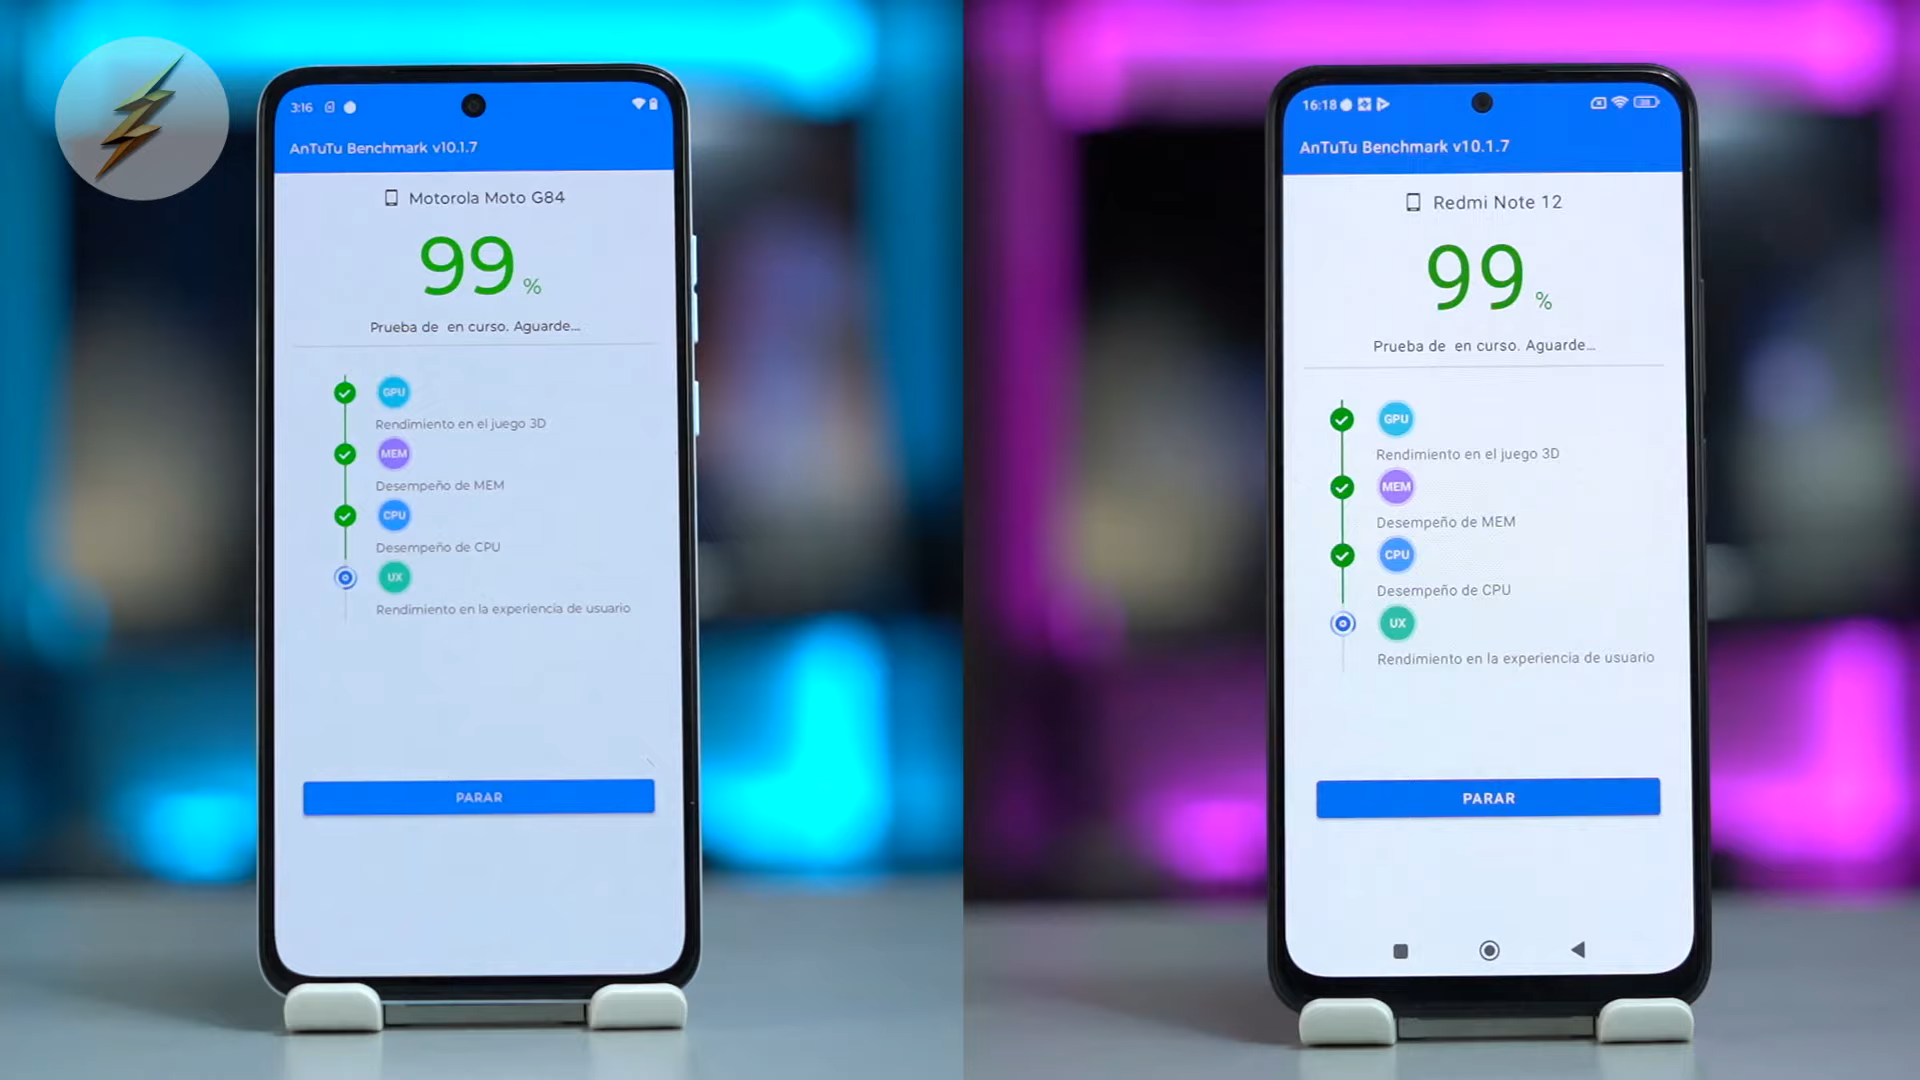 3:16
AnTuTu Benchmark v10.1.7
Motorola Moto G84
99 %
Prueba de en curso. Aguarde...
GPU
Rendimiento en el juego 3D
MEM
Desempeño de MEM
CPU
Desempeño de CPU
UX
Rendimiento en la experiencia de usuario
PARAR
16:18
AnTuTu Benchmark v10.1.7
Redmi Note 12
99 %
Prueba de en curso. Aguarde...
GPU
Rendimiento en el juego 3D
MEM
Desempeño de MEM
CPU
Desempeño de CPU
UX
Rendimiento en la experiencia de usuario
PARAR